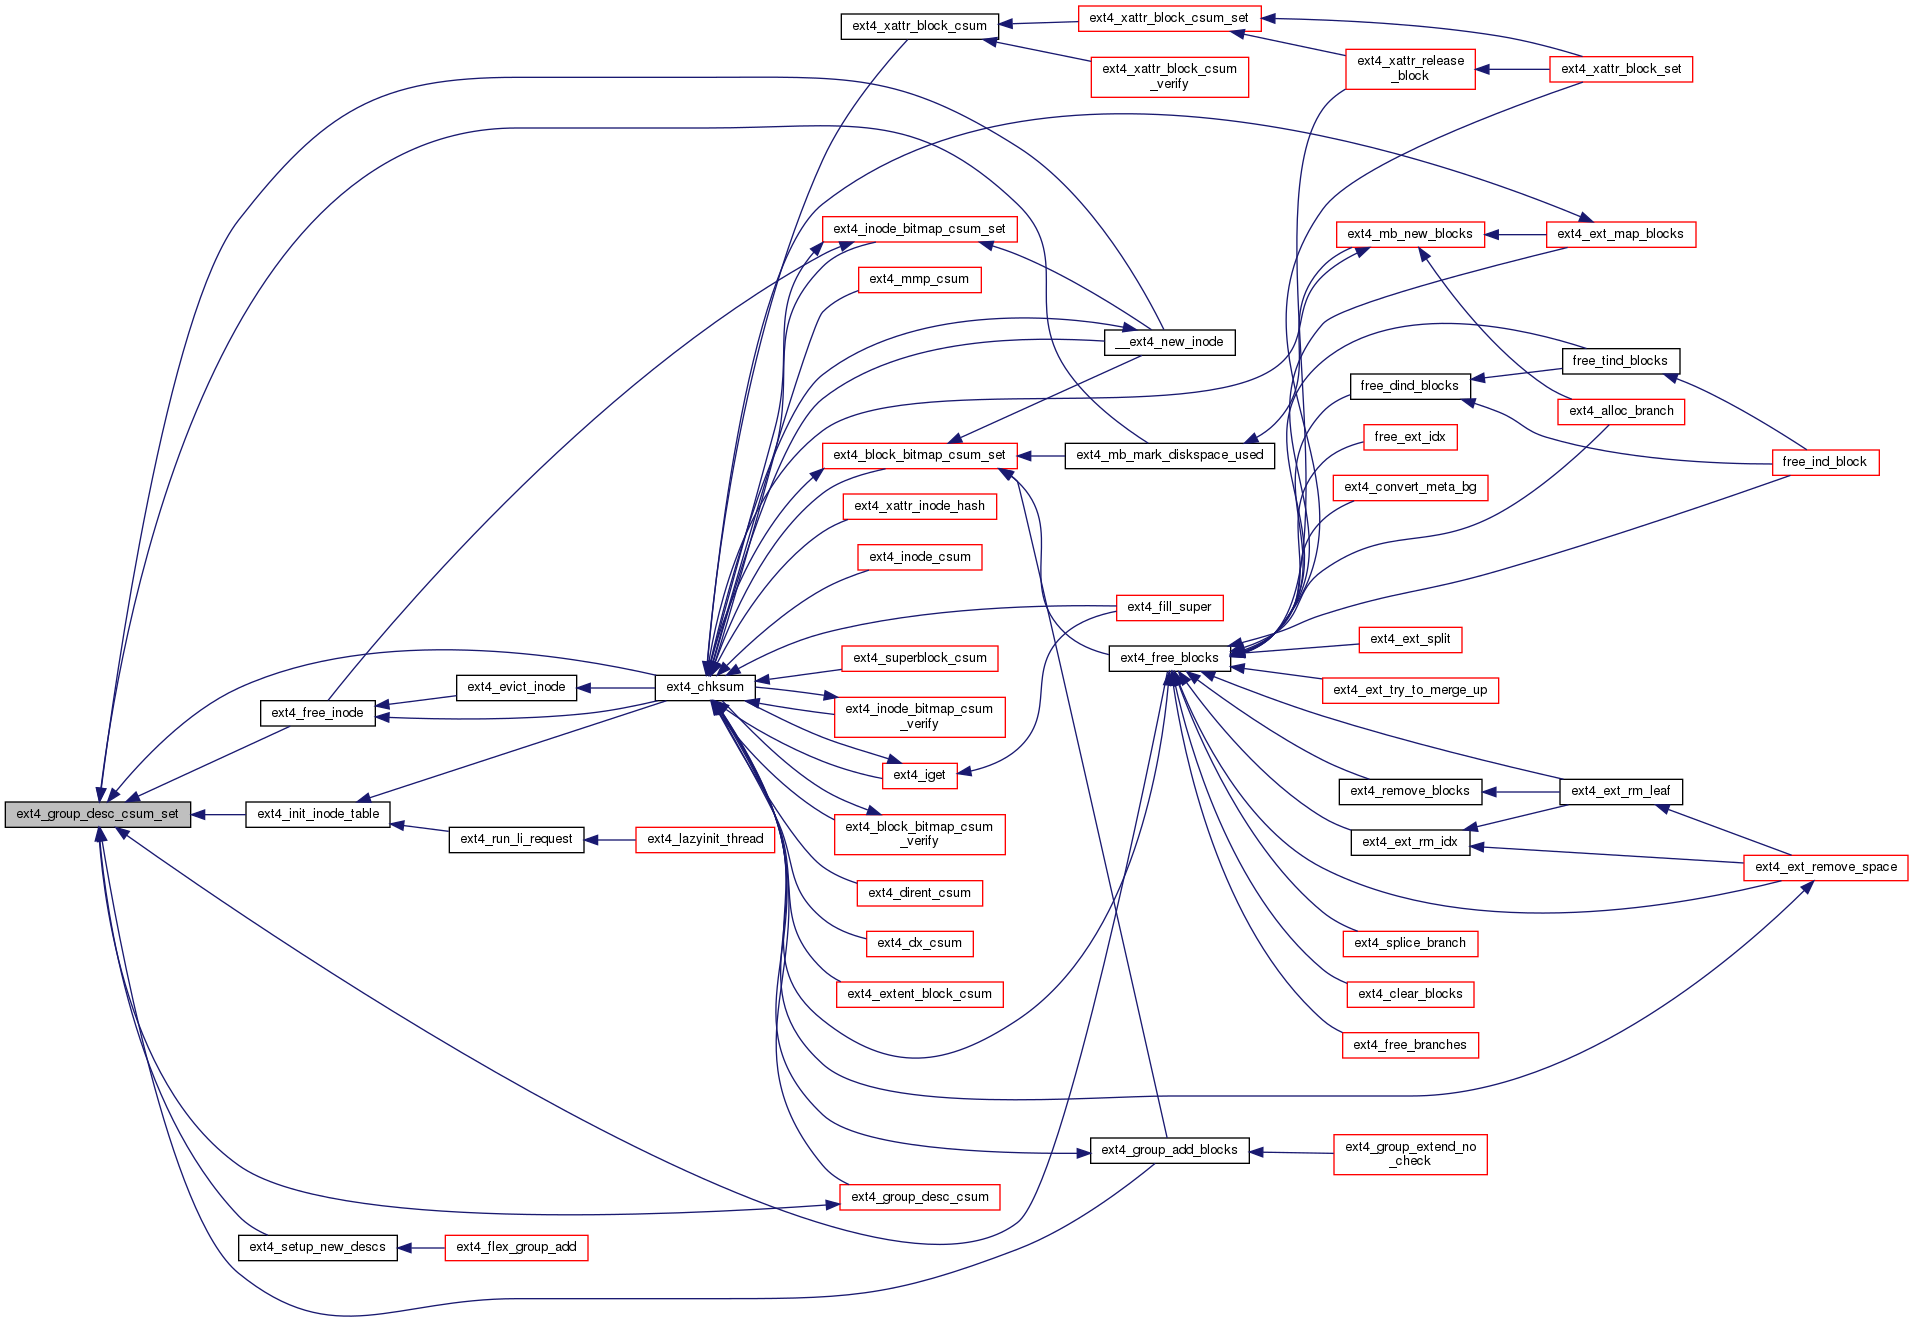 ext4_xattr_block_csum
ext4_xattr_block_csum_set
ext4_xattr_block_csum
_verify
ext4_xattr_release
_block
ext4_xattr_block_set
ext4_inode_bitmap_csum_set
ext4_mb_new_blocks
ext4_ext_map_blocks
ext4_mmp_csum
__ext4_new_inode
free_tind_blocks
free_dind_blocks
ext4_alloc_branch
free_ext_idx
ext4_block_bitmap_csum_set
ext4_mb_mark_diskspace_used
free_ind_block
ext4_convert_meta_bg
ext4_xattr_inode_hash
ext4_inode_csum
ext4_fill_super
ext4_ext_split
ext4_superblock_csum
ext4_free_blocks
ext4_evict_inode
ext4_chksum
ext4_ext_try_to_merge_up
ext4_free_inode
ext4_inode_bitmap_csum
_verify
ext4_iget
ext4_remove_blocks
ext4_ext_rm_leaf
ext4_group_desc_csum_set
ext4_init_inode_table
ext4_run_li_request
ext4_lazyinit_thread
ext4_block_bitmap_csum
_verify
ext4_ext_rm_idx
ext4_ext_remove_space
ext4_dirent_csum
ext4_dx_csum
ext4_splice_branch
ext4_extent_block_csum
ext4_clear_blocks
ext4_free_branches
ext4_group_add_blocks
ext4_group_extend_no
_check
ext4_group_desc_csum
ext4_setup_new_descs
ext4_flex_group_add